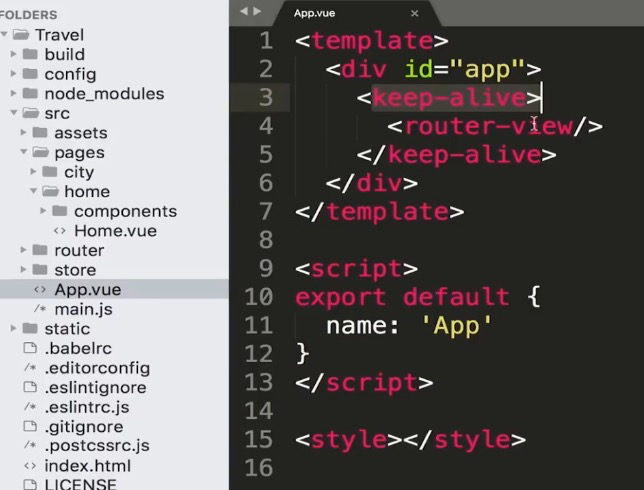 FOLDERS
Travel
build
config
node_modules
src
assets
pages
city
home
components
Home.vue
router
store
App.vue
main.js
static
.babelrc
.editorconfig
.eslintignore
.eslintrc.js
.gitignore
.postcssrc.js
index.html
LICENSE
App.vue ×
1 <template>
2 <div id="app">
3 <keep-alive>
4 <router-view/>
5 </keep-alive>
6 </div>
7 </template>
8
9 <script>
10 export default {
11 name: 'App'
12 }
13 </script>
14
15 <style></style>
16